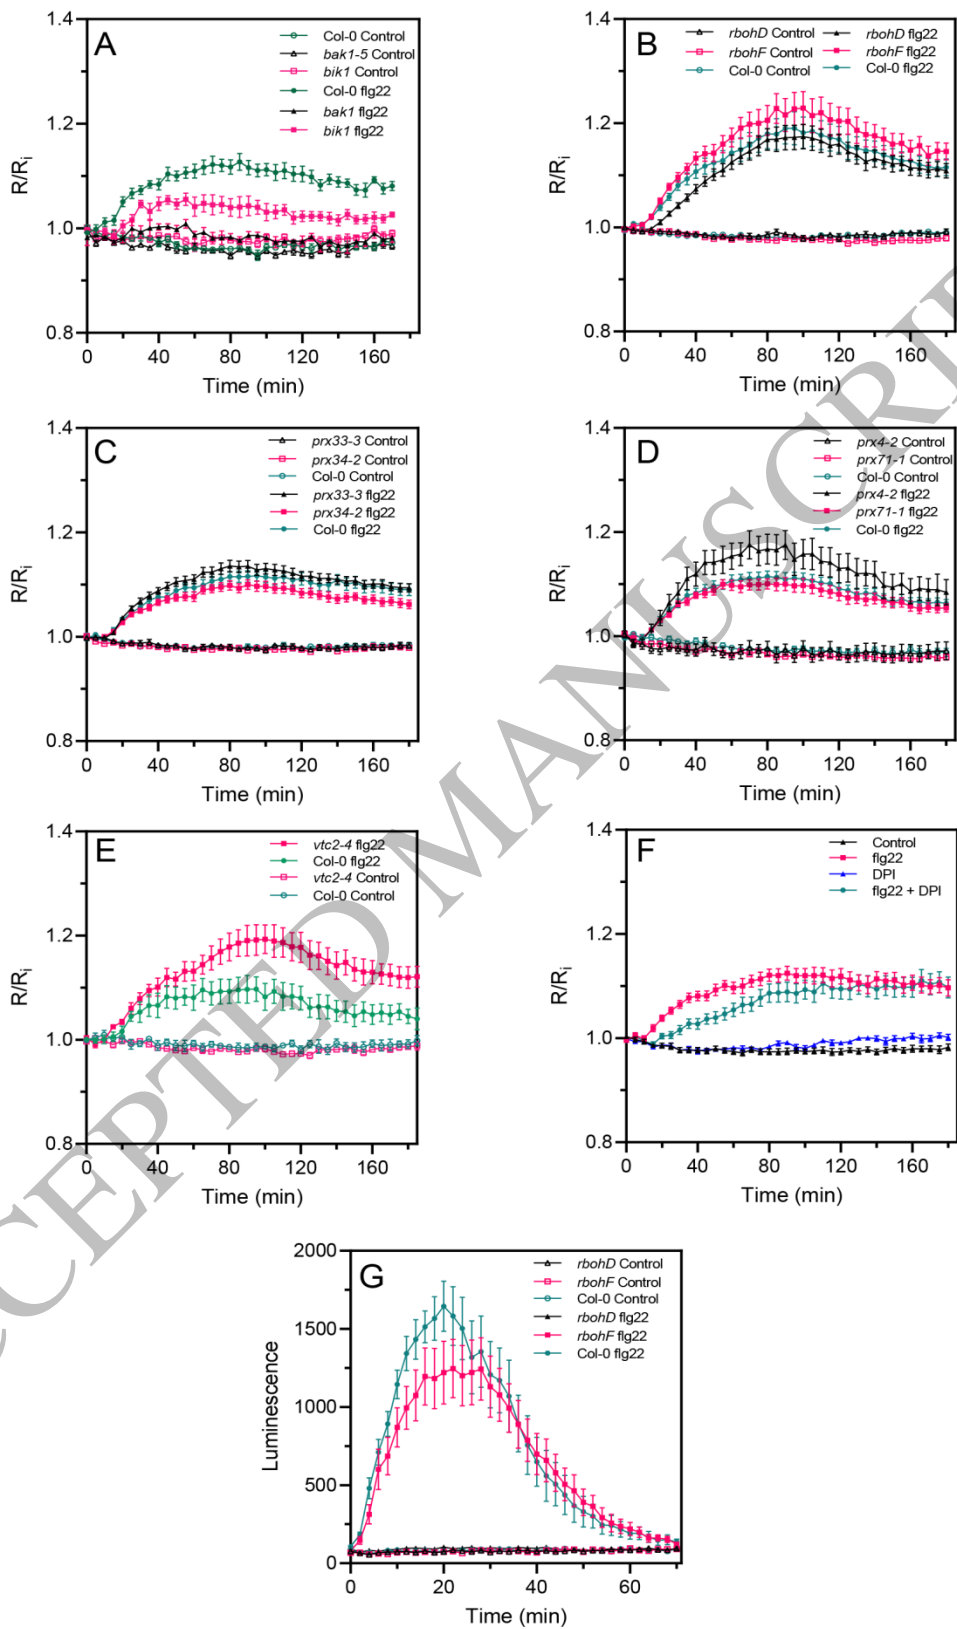 A
Col-0 Control
bak1-5 Control
bik1 Control
Col-0 flg22
bak1 flg22
bik1 flg22
1.4
1.2
1.0
0.8
R/Ri
0 40 80 120 160
Time (min)
B
rbohD Control
rbohF Control
Col-0 Control
rbohD flg22
rbohF flg22
Col-0 flg22
1.4
1.2
1.0
0.8
R/Ri
0 40 80 120 160
Time (min)
C
prx33-3 Control
prx34-2 Control
Col-0 Control
prx33-3 flg22
prx34-2 flg22
Col-0 flg22
1.4
1.2
1.0
0.8
R/Ri
0 40 80 120 160
Time (min)
D
prx4-2 Control
prx71-1 Control
Col-0 Control
prx4-2 flg22
prx71-1 flg22
Col-0 flg22
1.4
1.2
1.0
0.8
R/Ri
0 40 80 120 160
Time (min)
E
vtc2-4 flg22
Col-0 flg22
vtc2-4 Control
Col-0 Control
1.4
1.2
1.0
0.8
R/Ri
0 40 80 120 160
Time (min)
F
Control
flg22
DPI
flg22 + DPI
1.4
1.2
1.0
0.8
R/Ri
0 40 80 120 160
Time (min)
G
rbohD Control
rbohF Control
Col-0 Control
rbohD flg22
rbohF flg22
Col-0 flg22
2000
1500
1000
500
0
Luminescence
0 20 40 60
Time (min)
CCEPTED MANUSCRI